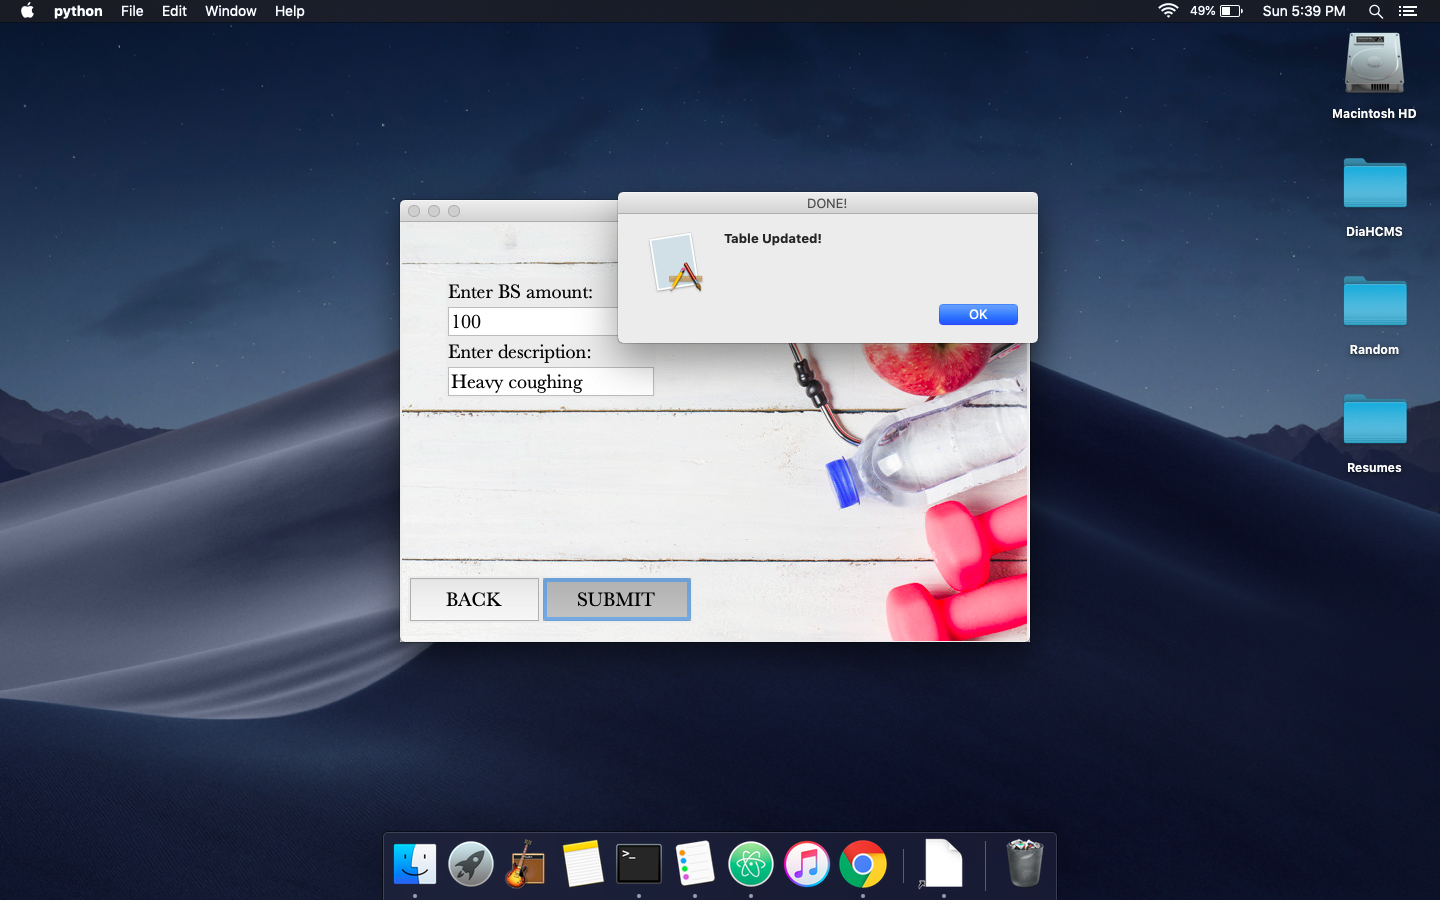 python File Edit Window Help
49% Sun 5:39 PM
Macintosh HD
DiaHCMS
Random
Resumes
DONE!
Table Updated!
OK
Enter BS amount:
100
Enter description:
Heavy coughing
BACK SUBMIT
>_